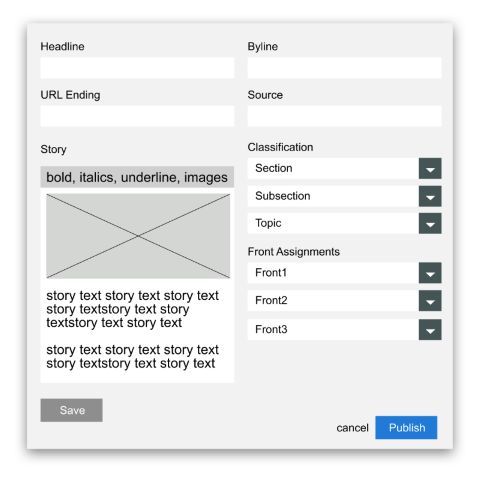 Headline
Byline
URL Ending
Source
Story
bold, italics, underline, images
story text story text story text
story textstory text story
textstory text story text
story text story text story text
story textstory text story text
Save
Classification
Section
Subsection
Topic
Front Assignments
Front1
Front2
Front3
cancel
Publish